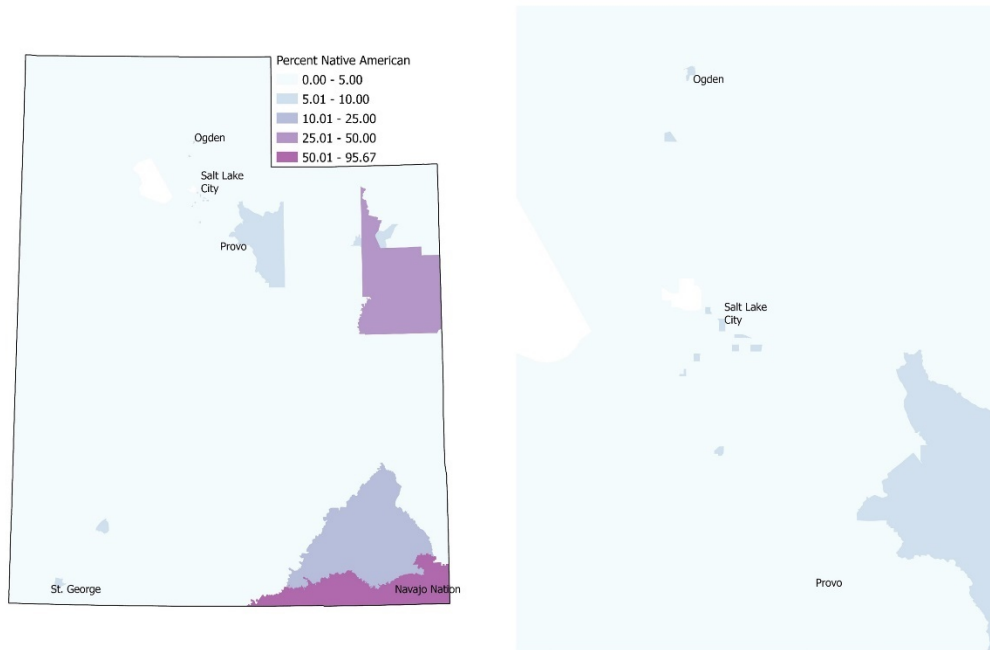 Percent Native American
0.00 - 5.00
5.01 - 10.00
10.01 - 25.00
25.01 - 50.00
50.01 - 95.67
Ogden
Salt Lake
City
Provo
St. George
Navajo Nation
Ogden
Salt Lake
City
Provo